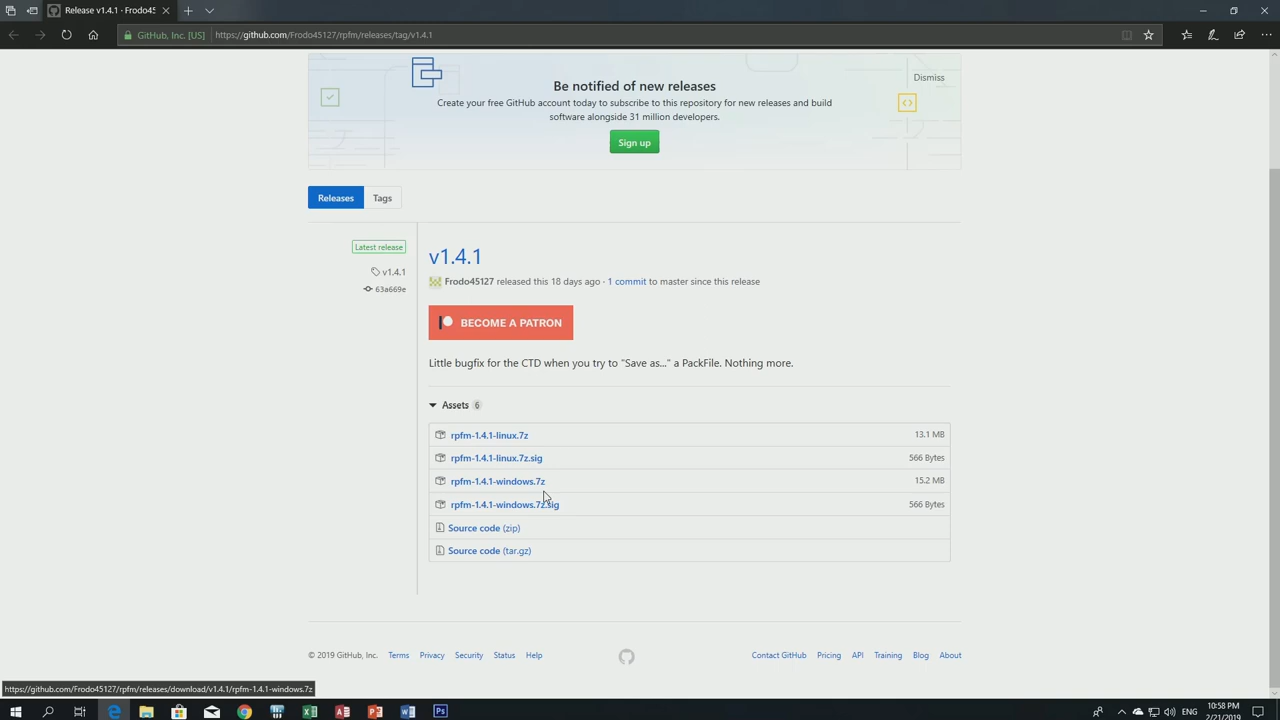 Release v1.4.1 · Frodo45
GitHub, Inc. [US]
https://github.com/Frodo45127/rpfm/releases/tag/v1.4.1
Be notified of new releases
Dismiss
Create your free GitHub account today to subscribe to this repository for new releases and build
software alongside 31 million developers.
Sign up
Releases
Tags
Latest release
v1.4.1
63a669e
v1.4.1
Frodo45127 released this 18 days ago · 1 commit to master since this release
BECOME A PATRON
Little bugfix for the CTD when you try to "Save as..." a PackFile. Nothing more.
Assets 6
rpfm-1.4.1-linux.7z 13.1 MB
rpfm-1.4.1-linux.7z.sig 566 Bytes
rpfm-1.4.1-windows.7z 15.2 MB
rpfm-1.4.1-windows.7z.sig 566 Bytes
Source code (zip)
Source code (tar.gz)
© 2019 GitHub, Inc. Terms Privacy Security Status Help
Contact GitHub Pricing API Training Blog About
https://github.com/Frodo45127/rpfm/releases/download/v1.4.1/rpfm-1.4.1-windows.7z
ENG
10:58 PM
2/21/2019